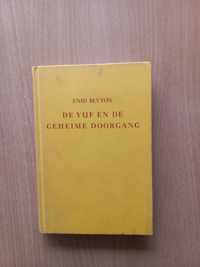 ENID BLYTON
DE VIJF EN DE
GEHEIME DOORGANG